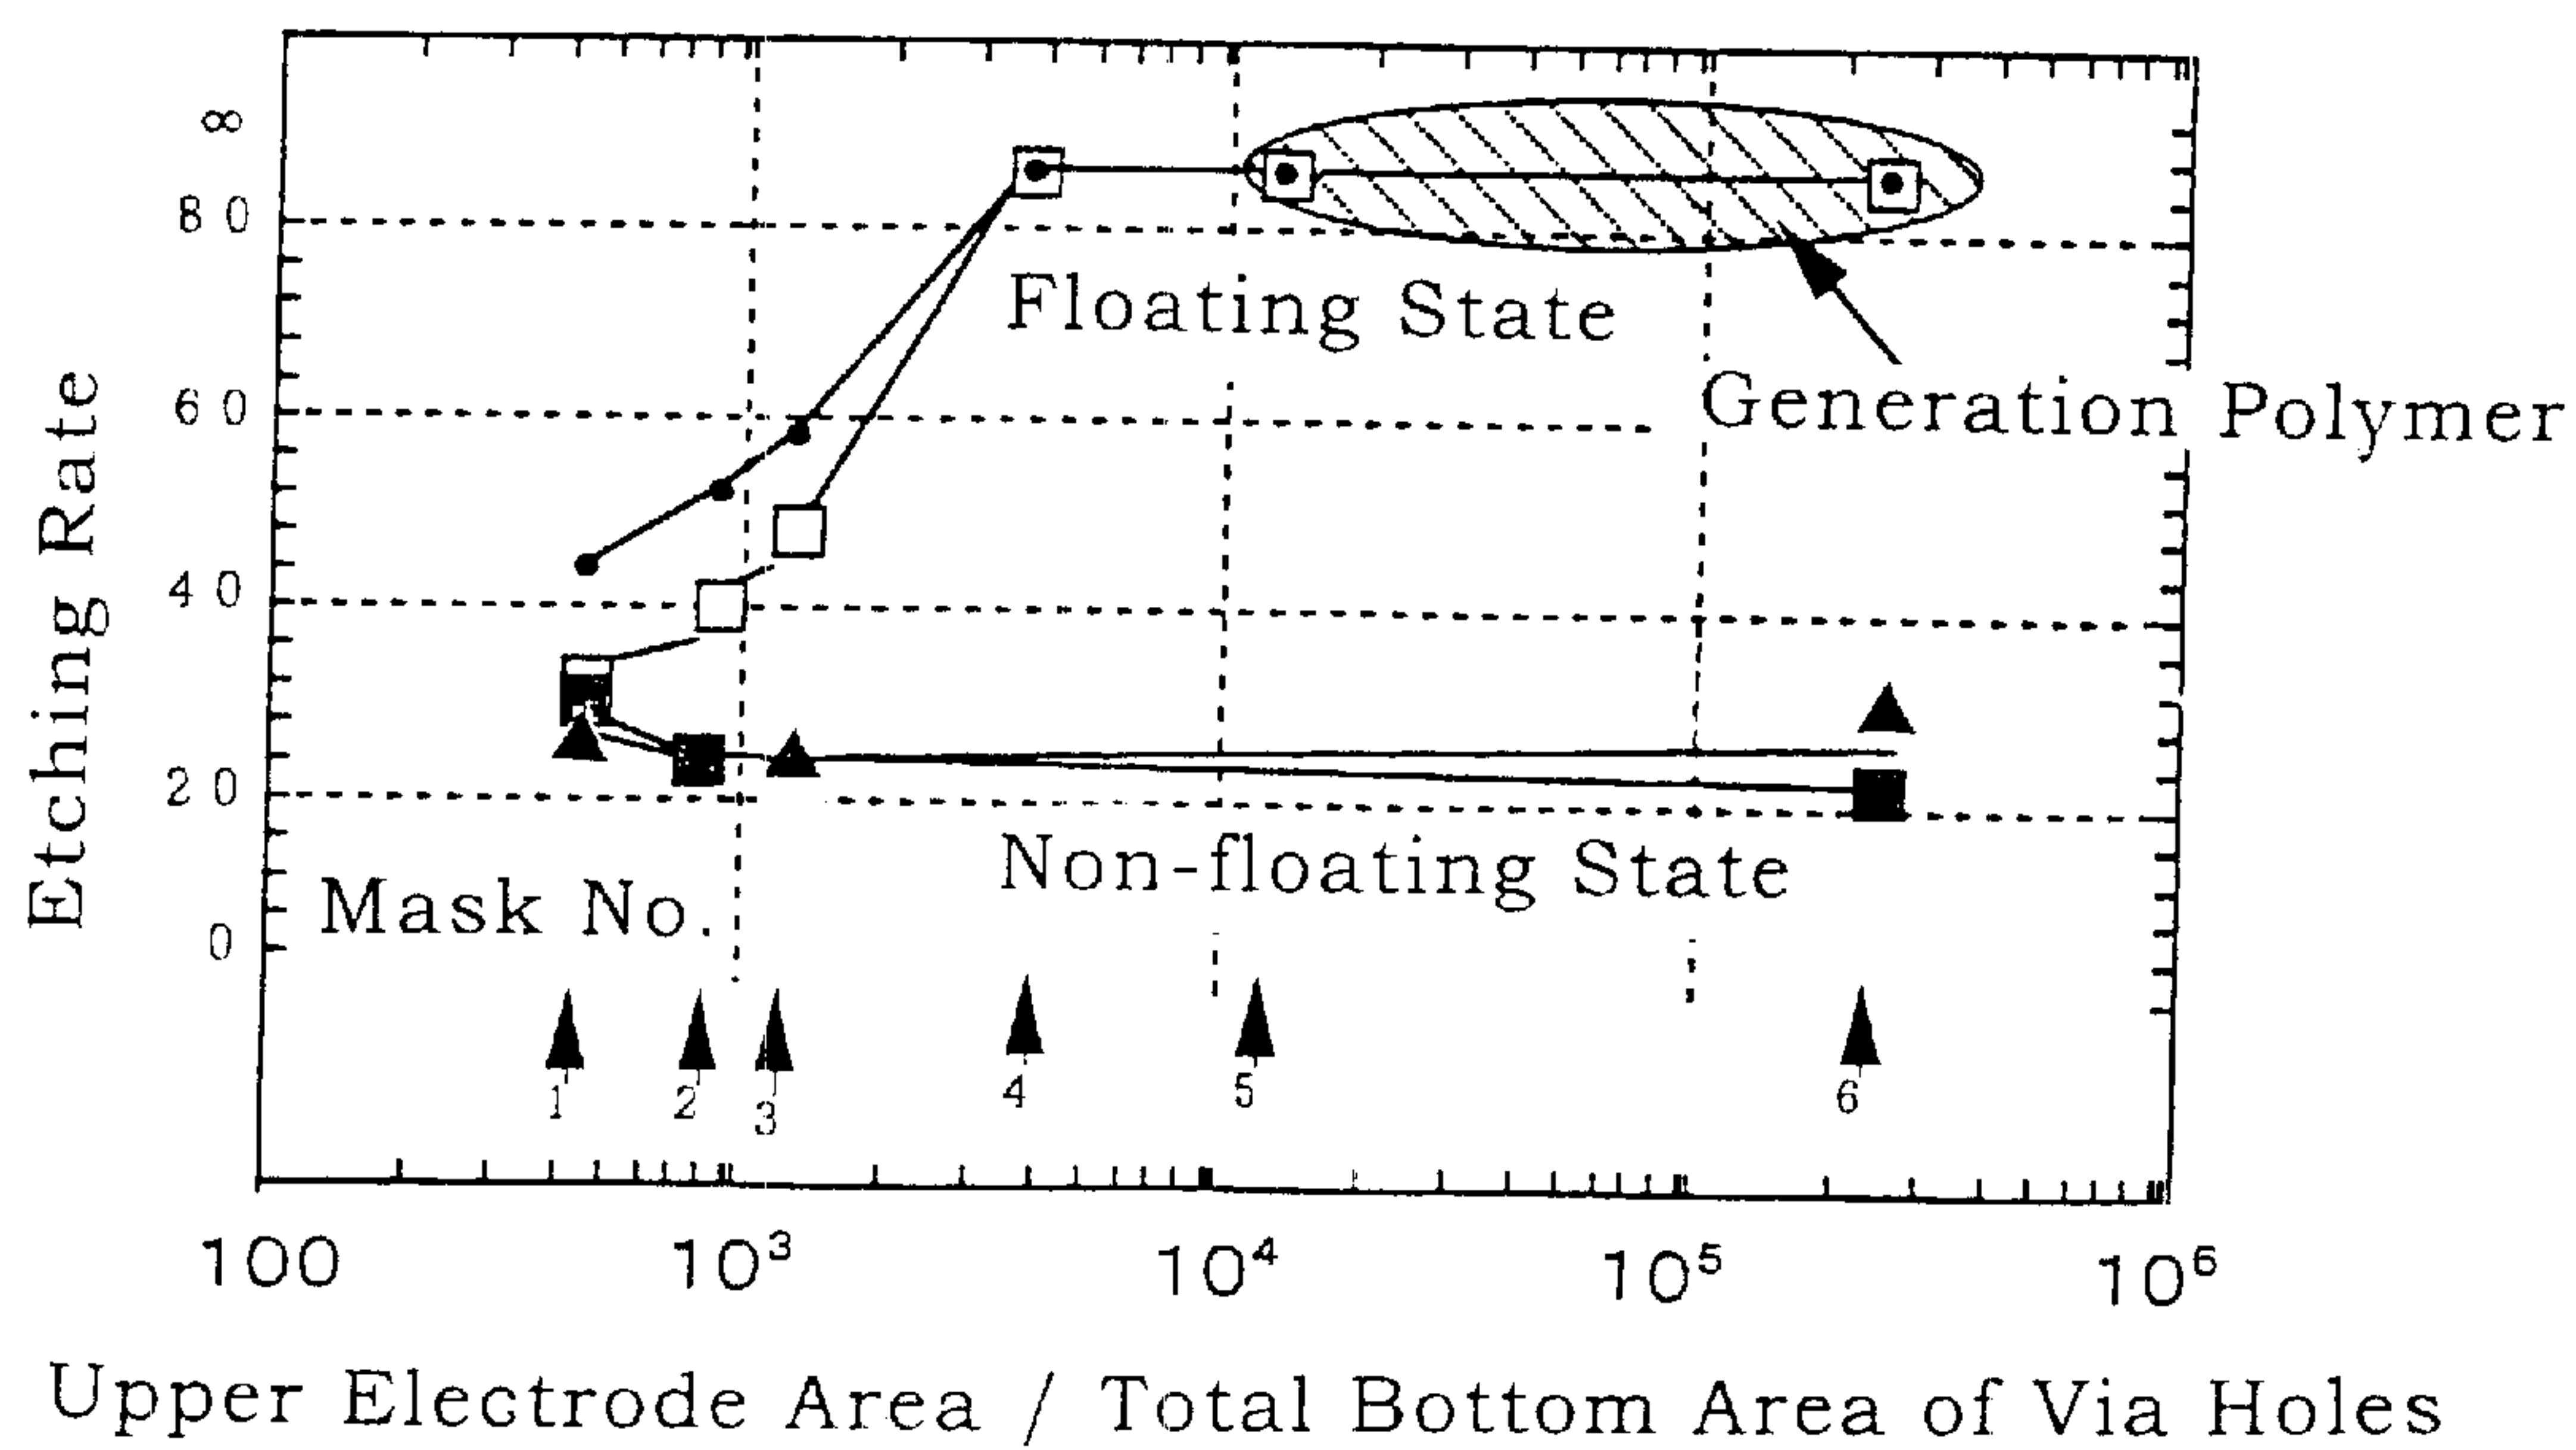 ∞
80
Floating State
Generation Polymer
60
Etching Rate
40
20
Non-floating State
Mask No.
0
1 2 3 4 5 6
100 10³ 10⁴ 10⁵ 10⁶
Upper Electrode Area / Total Bottom Area of Via Holes